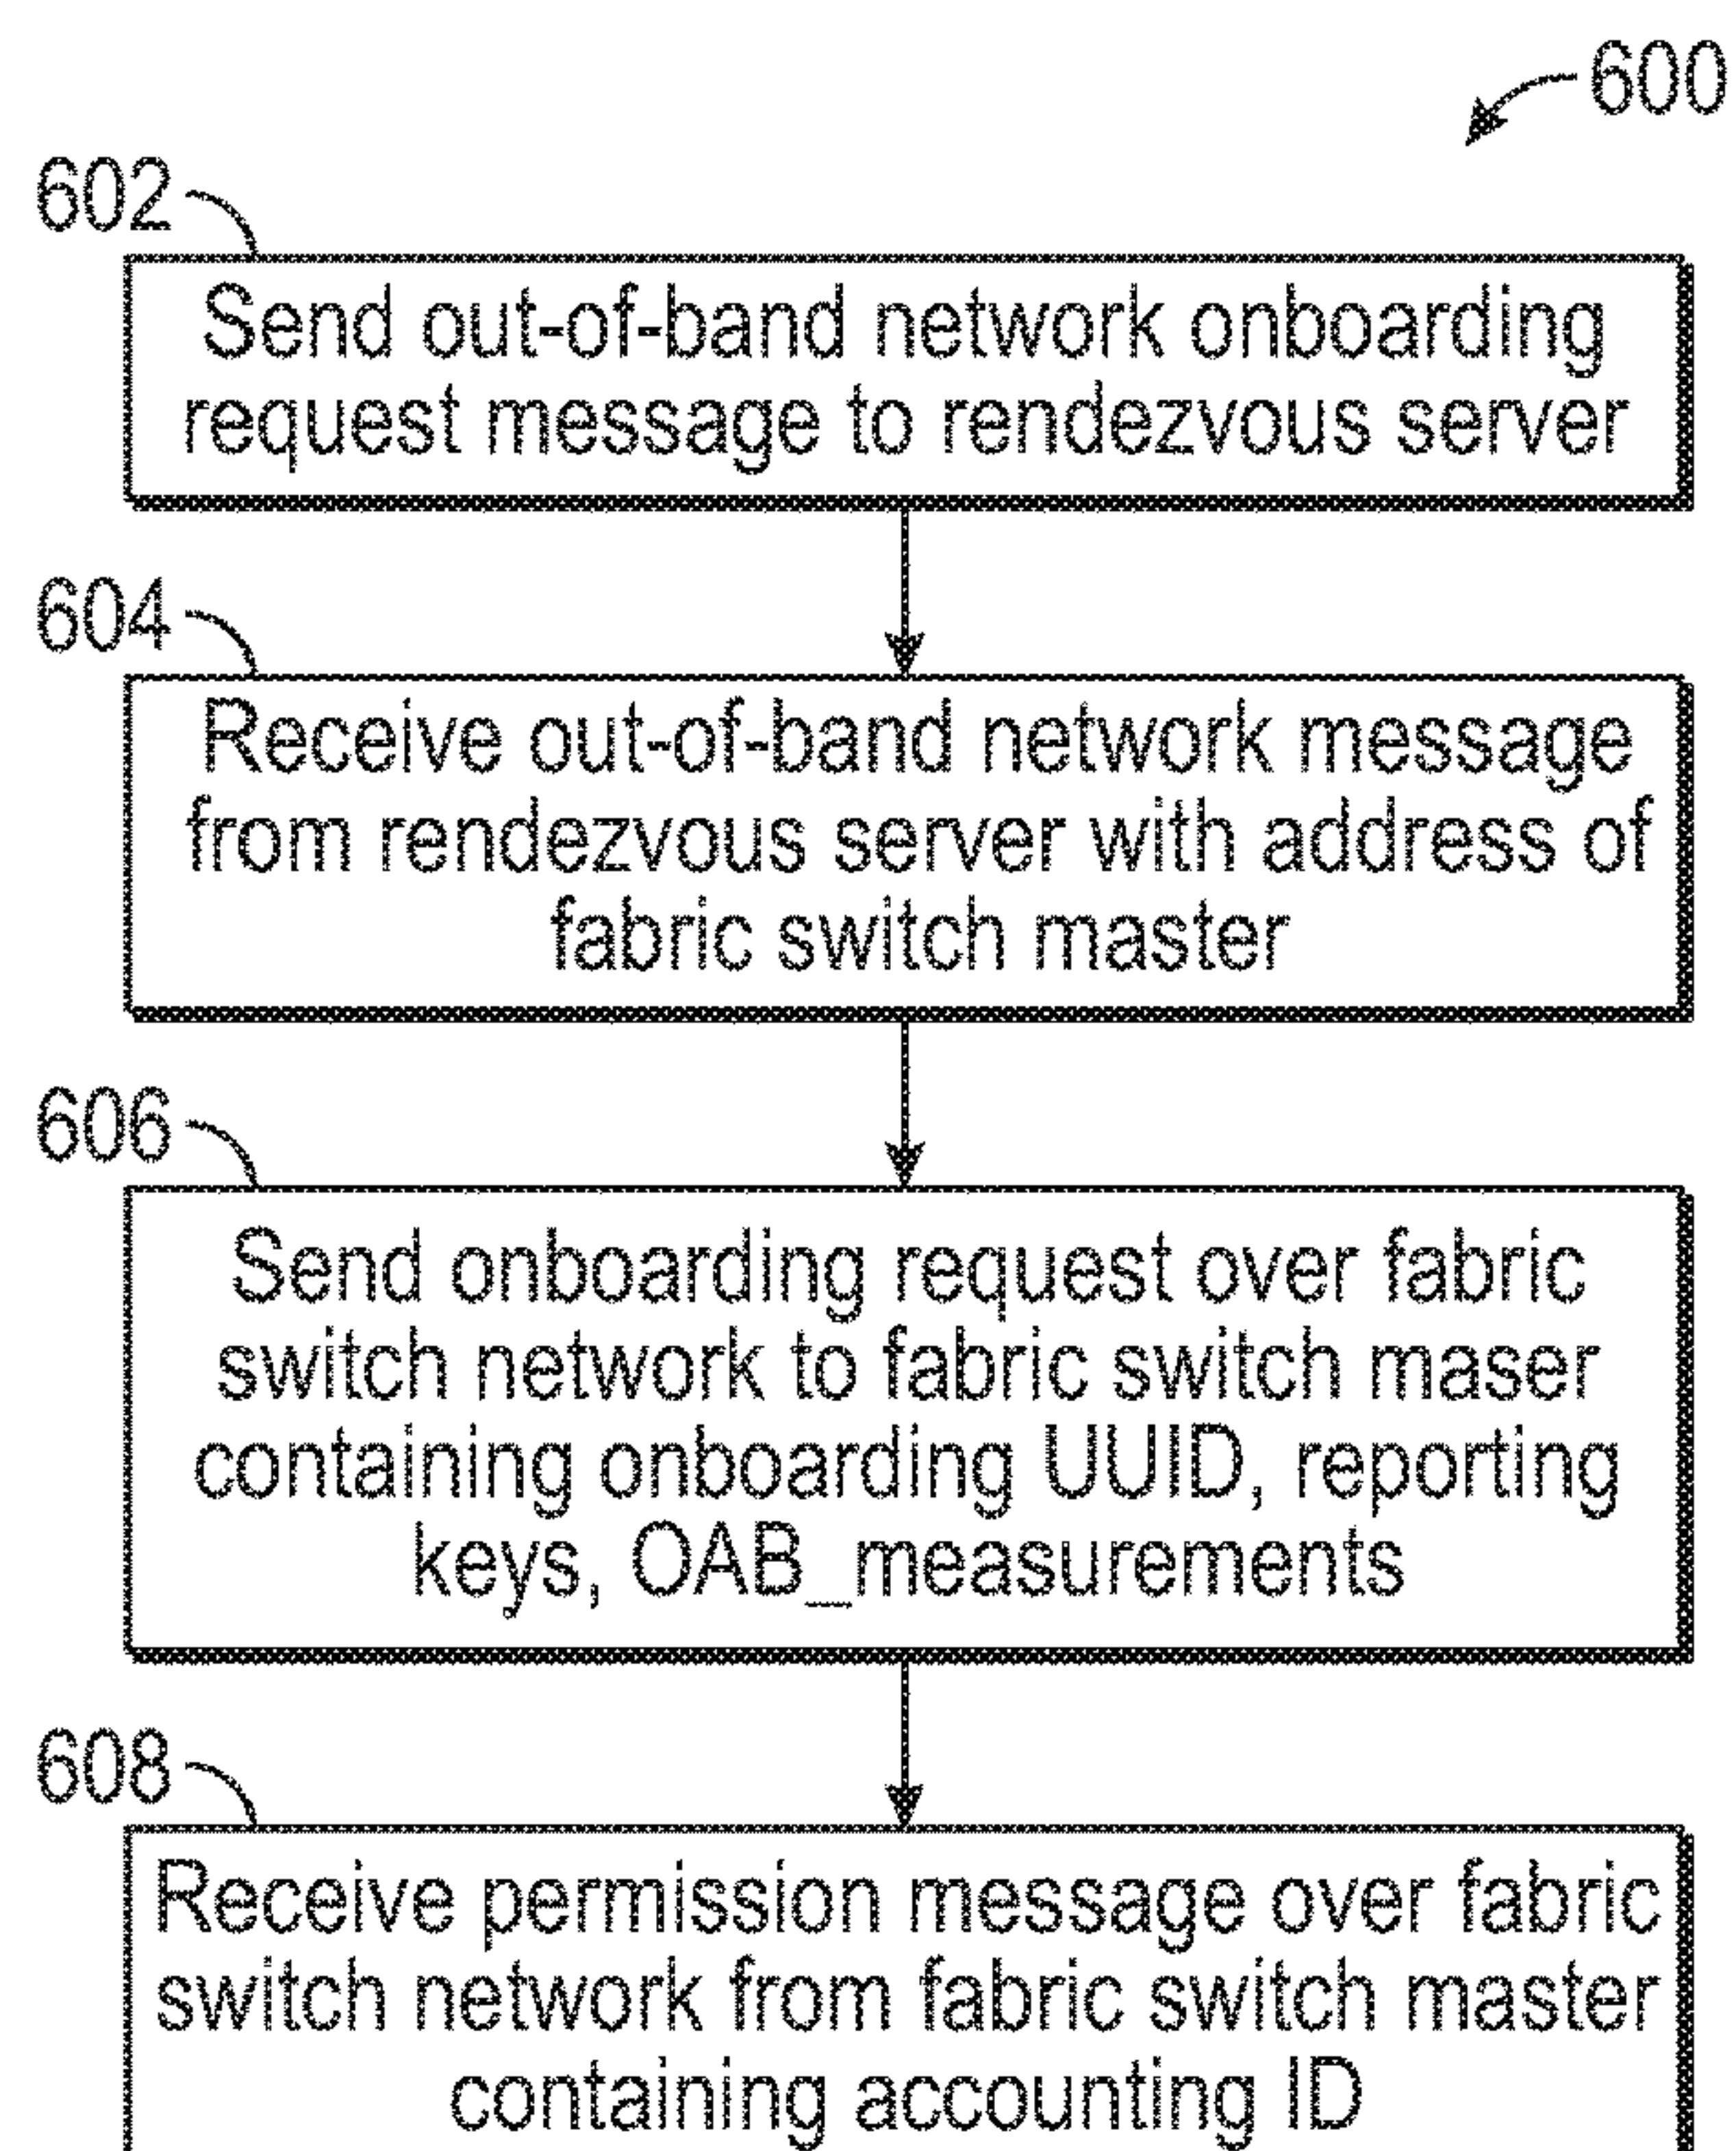 600
602
Send out-of-band network onboarding
request message to rendezvous server
604
Receive out-of-band network message
from rendezvous server with address of
fabric switch master
606
Send onboarding request over fabric
switch network to fabric switch maser
containing onboarding UUID, reporting
keys, OAB_measurements
608
Receive permission message over fabric
switch network from fabric switch master
containing accounting ID